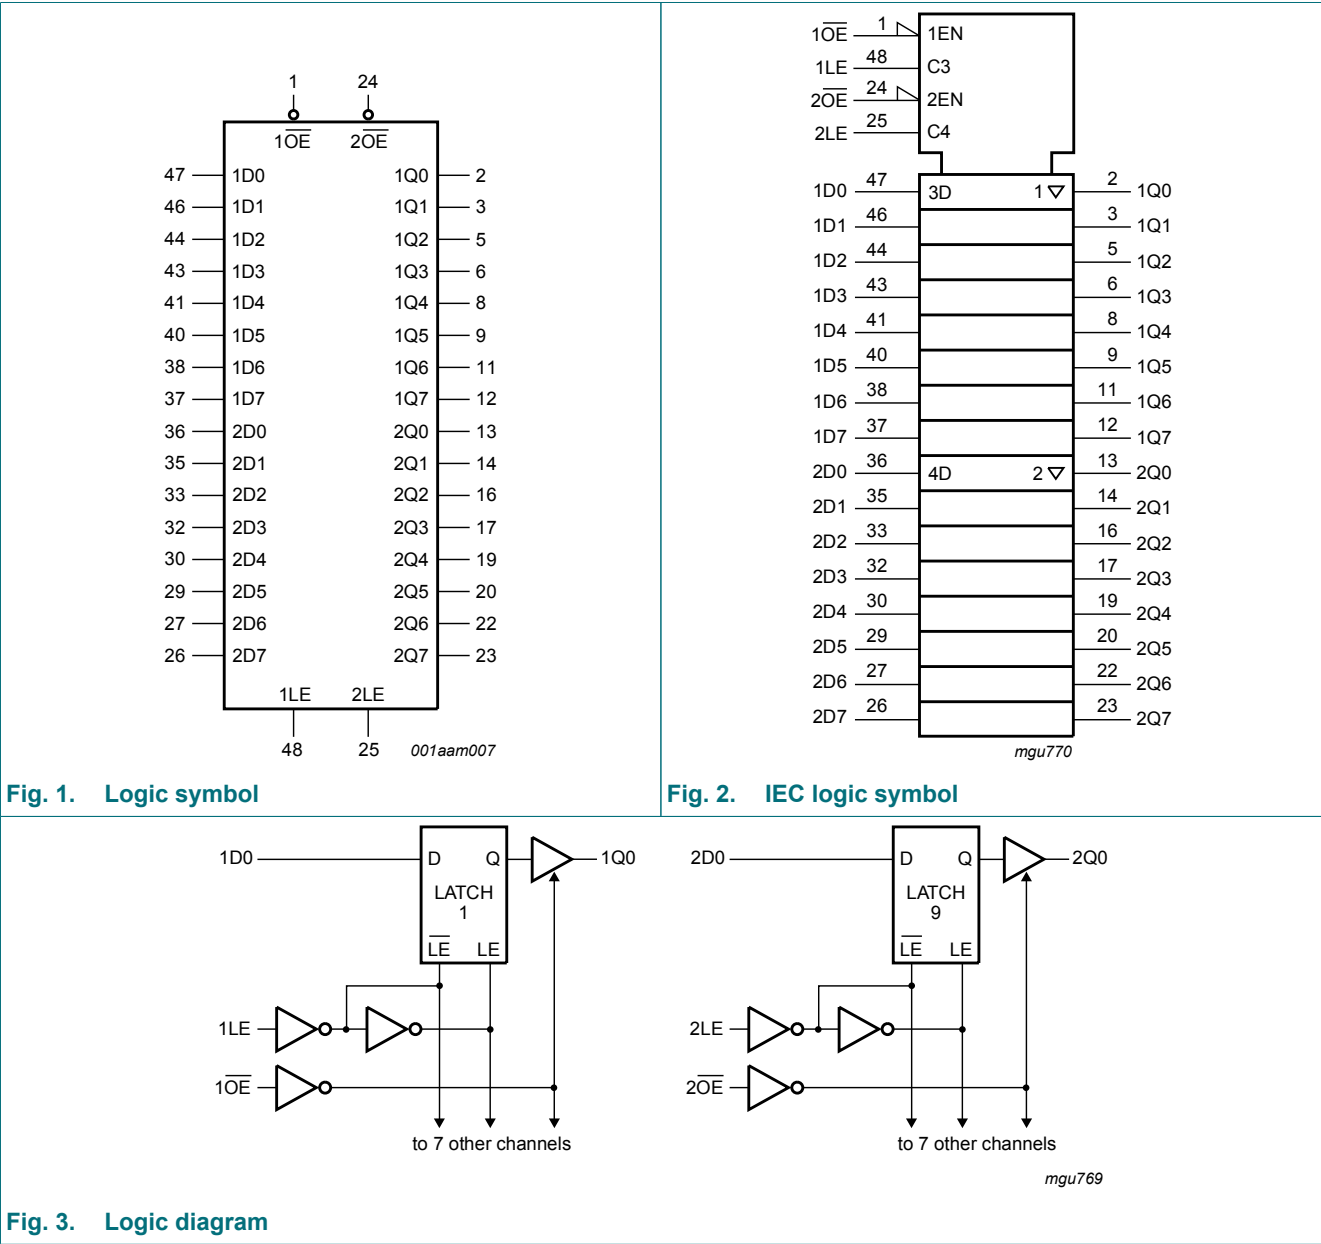 1 24
1O̅E̅ 2O̅E̅
47 1D0 1Q0 2
46 1D1 1Q1 3
44 1D2 1Q2 5
43 1D3 1Q3 6
41 1D4 1Q4 8
40 1D5 1Q5 9
38 1D6 1Q6 11
37 1D7 1Q7 12
36 2D0 2Q0 13
35 2D1 2Q1 14
33 2D2 2Q2 16
32 2D3 2Q3 17
30 2D4 2Q4 19
29 2D5 2Q5 20
27 2D6 2Q6 22
26 2D7 2Q7 23
1LE 2LE
48 25 001aam007
Fig. 1. Logic symbol
1O̅E̅ 1 1EN
1LE 48 C3
2O̅E̅ 24 2EN
2LE 25 C4
1D0 47 3D 1 ▽ 2 1Q0
1D1 46 3 1Q1
1D2 44 5 1Q2
1D3 43 6 1Q3
1D4 41 8 1Q4
1D5 40 9 1Q5
1D6 38 11 1Q6
1D7 37 12 1Q7
2D0 36 4D 2 ▽ 13 2Q0
2D1 35 14 2Q1
2D2 33 16 2Q2
2D3 32 17 2Q3
2D4 30 19 2Q4
2D5 29 20 2Q5
2D6 27 22 2Q6
2D7 26 23 2Q7
mgu770
Fig. 2. IEC logic symbol
1D0 D Q 1Q0
LATCH
1
L̅E̅ LE
1LE
1O̅E̅
to 7 other channels
2D0 D Q 2Q0
LATCH
9
L̅E̅ LE
2LE
2O̅E̅
to 7 other channels
mgu769
Fig. 3. Logic diagram